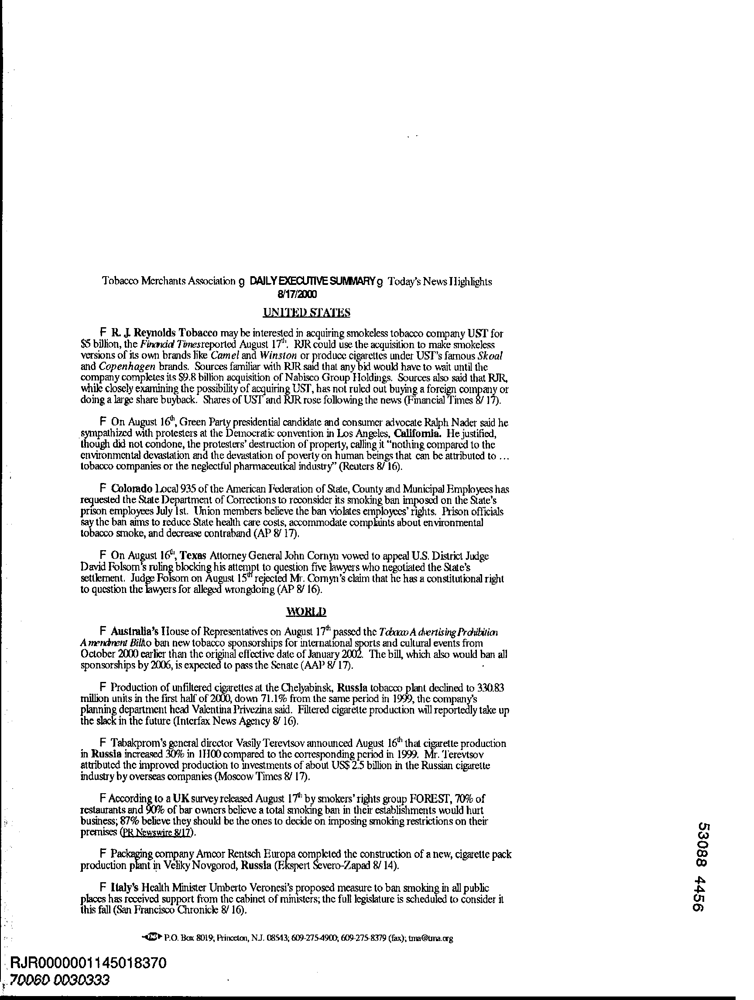 Tobacco Merchants Association g DAILY EXECUTIVE SUMMARY g Today's News Highlights
8/17/2000
UNITED STATES
F R. J. Reynolds Tobacco may be interested in acquiring smokeless tobacco company UST for
$5 billion, the Financial Times reported August 17th. RJR could use the acquisition to make smokeless
versions of its own brands like Camel and Winston or produce cigarettes under UST's famous Skoal
and Copenhagen brands. Sources familiar with RJR said that any bid would have to wait until the
company completes its $9.8 billion acquisition of Nabisco Group Holdings. Sources also said that RJR,
while closely examining the possibility of acquiring UST, has not ruled out buying a foreign company or
doing a large share buyback. Shares of UST and RJR rose following the news (Financial Times 8/ 17).
F On August 16th, Green Party presidential candidate and consumer advocate Ralph Nader said he
sympathized with protesters at the Democratic convention in Los Angeles, California. He justified,
though did not condone, the protesters' destruction of property, calling it "nothing compared to the
environmental devastation and the devastation of poverty on human beings that can be attributed to ...
tobacco companies or the neglectful pharmaceutical industry" (Reuters 8/ 16).
F Colorado Local 935 of the American Federation of State, County and Municipal Employees has
requested the State Department of Corrections to reconsider its smoking ban imposed on the State's
prison employees July 1st. Union members believe the ban violates employees' rights. Prison officials
say the ban aims to reduce State health care costs, accommodate complaints about environmental
tobacco smoke, and decrease contraband (AP 8/ 17).
F On August 16th, Texas Attorney General John Cornyn vowed to appeal U.S. District Judge
David Folsom's ruling blocking his attempt to question five lawyers who negotiated the State's
settlement. Judge Folsom on August 15th rejected Mr. Cornyn's claim that he has a constitutional right
to question the lawyers for alleged wrongdoing (AP 8/ 16).
WORLD
F Australia's House of Representatives on August 17th passed the Tobacco Advertising Prohibition
Amendment Bill to ban new tobacco sponsorships for international sports and cultural events from
October 2000 earlier than the original effective date of January 2002. The bill, which also would ban all
sponsorships by 2006, is expected to pass the Senate (AAP 8/ 17).
F Production of unfiltered cigarettes at the Chelyabinsk, Russia tobacco plant declined to 330.83
million units in the first half of 2000, down 71.1% from the same period in 1999, the company's
planning department head Valentina Privezina said. Filtered cigarette production will reportedly take up
the slack in the future (Interfax News Agency 8/ 16).
F Tabakprom's general director Vasily Terevtsov announced August 16th that cigarette production
in Russia increased 30% in 1H00 compared to the corresponding period in 1999. Mr. Terevtsov
attributed the improved production to investments of about US$ 2.5 billion in the Russian cigarette
industry by overseas companies (Moscow Times 8/ 17).
F According to a UK survey released August 17th by smokers' rights group FOREST, 70% of
restaurants and 90% of bar owners believe a total smoking ban in their establishments would hurt
business; 87% believe they should be the ones to decide on imposing smoking restrictions on their
premises (PR Newswire 8/17).
F Packaging company Amcor Rentsch Europa completed the construction of a new, cigarette pack
production plant in Veliky Novgorod, Russia (Ekspert Severo-Zapad 8/ 14).
F Italy's Health Minister Umberto Veronesi's proposed measure to ban smoking in all public
places has received support from the cabinet of ministers; the full legislature is scheduled to consider it
this fall (San Francisco Chronicle 8/ 16).
P.O. Box 8019, Princeton, N.J. 08543; 609-275-4900; 609-275-8379 (fax); tma@tma.org
53088 4456
RJR0000001145018370
70060 0030333